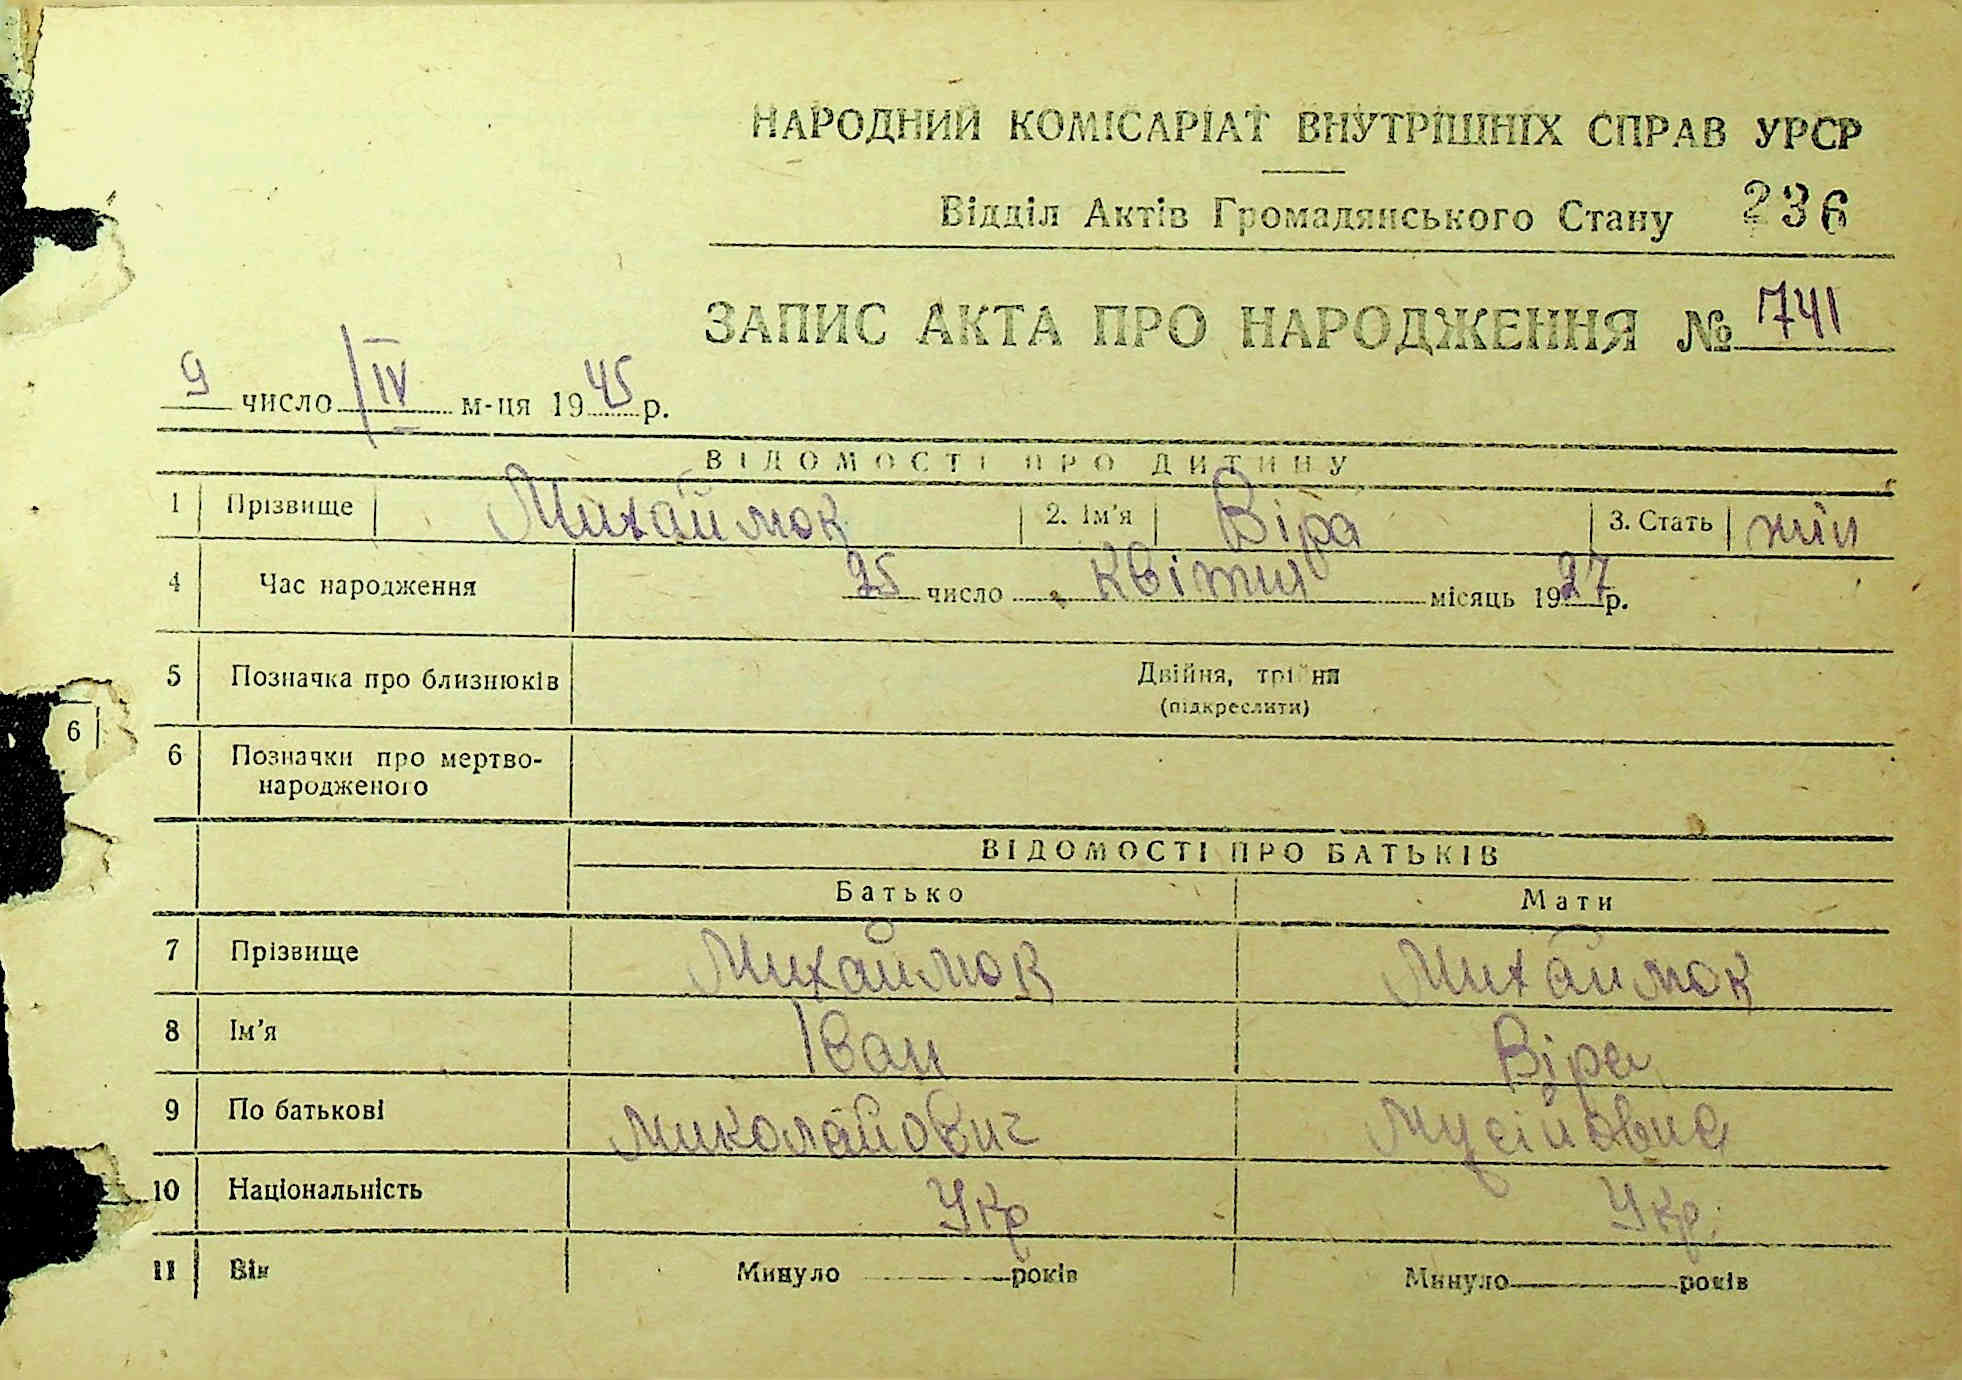 НАРОДНИЙ КОМІСАРІАТ ВНУТРІШНІХ СПРАВ УРСР
Відділ Актів Громадянського Стану 236
ЗАПИС АКТА ПРО НАРОДЖЕННЯ № 741
9 число IV м-ця 1945 р.
ВІДОМОСТІ ПРО ДИТИНУ
1 Прізвище Михаймок 2. Ім'я Віра 3. Стать жін
4 Час народження 25 число квітня місяць 1927 р.
5 Позначка про близнюків Двійня, трійня
(підкреслити)
6
6 Позначки про мертво-
народженого
ВІДОМОСТІ ПРО БАТЬКІВ
Батько Мати
7 Прізвище Михаймок Михаймок
8 Ім'я Іван Віра
9 По батькові Миколайович Мусіївна
10 Національність Укр Укр.
11 Вік Минуло років Минуло років